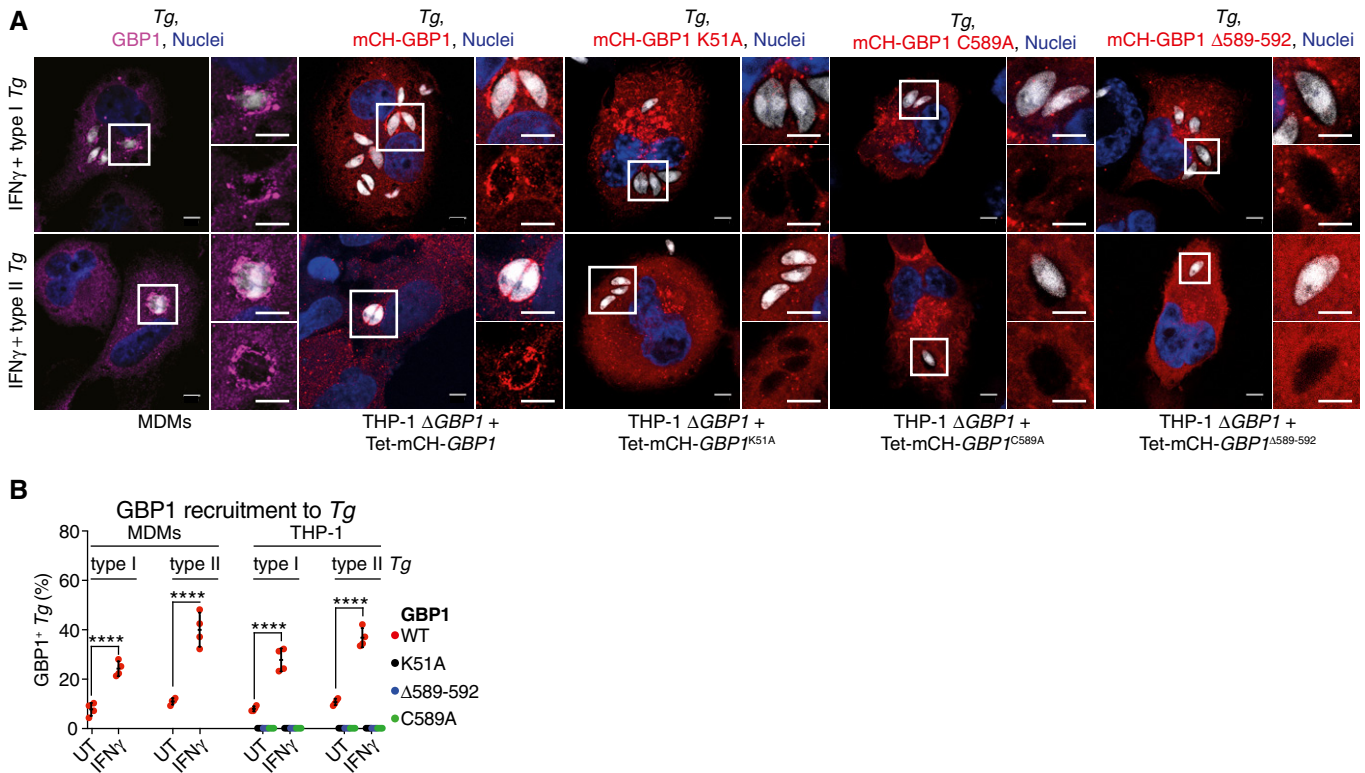 A
Tg,
GBP1, Nuclei
Tg,
mCH-GBP1, Nuclei
Tg,
mCH-GBP1 K51A, Nuclei
Tg,
mCH-GBP1 C589A, Nuclei
Tg,
mCH-GBP1 Δ589-592, Nuclei
IFNγ + type I Tg
IFNγ + type II Tg
MDMs
THP-1 ΔGBP1 +
Tet-mCH-GBP1
THP-1 ΔGBP1 +
Tet-mCH-GBP1K51A
THP-1 ΔGBP1 +
Tet-mCH-GBP1C589A
THP-1 ΔGBP1 +
Tet-mCH-GBP1Δ589-592
B
GBP1 recruitment to Tg
MDMs THP-1
type I type II type I type II Tg
GBP1+ Tg (%)
80
60
40
20
0
**** **** **** ****
GBP1
WT
K51A
Δ589-592
C589A
UT IFNγ UT IFNγ UT IFNγ UT IFNγ